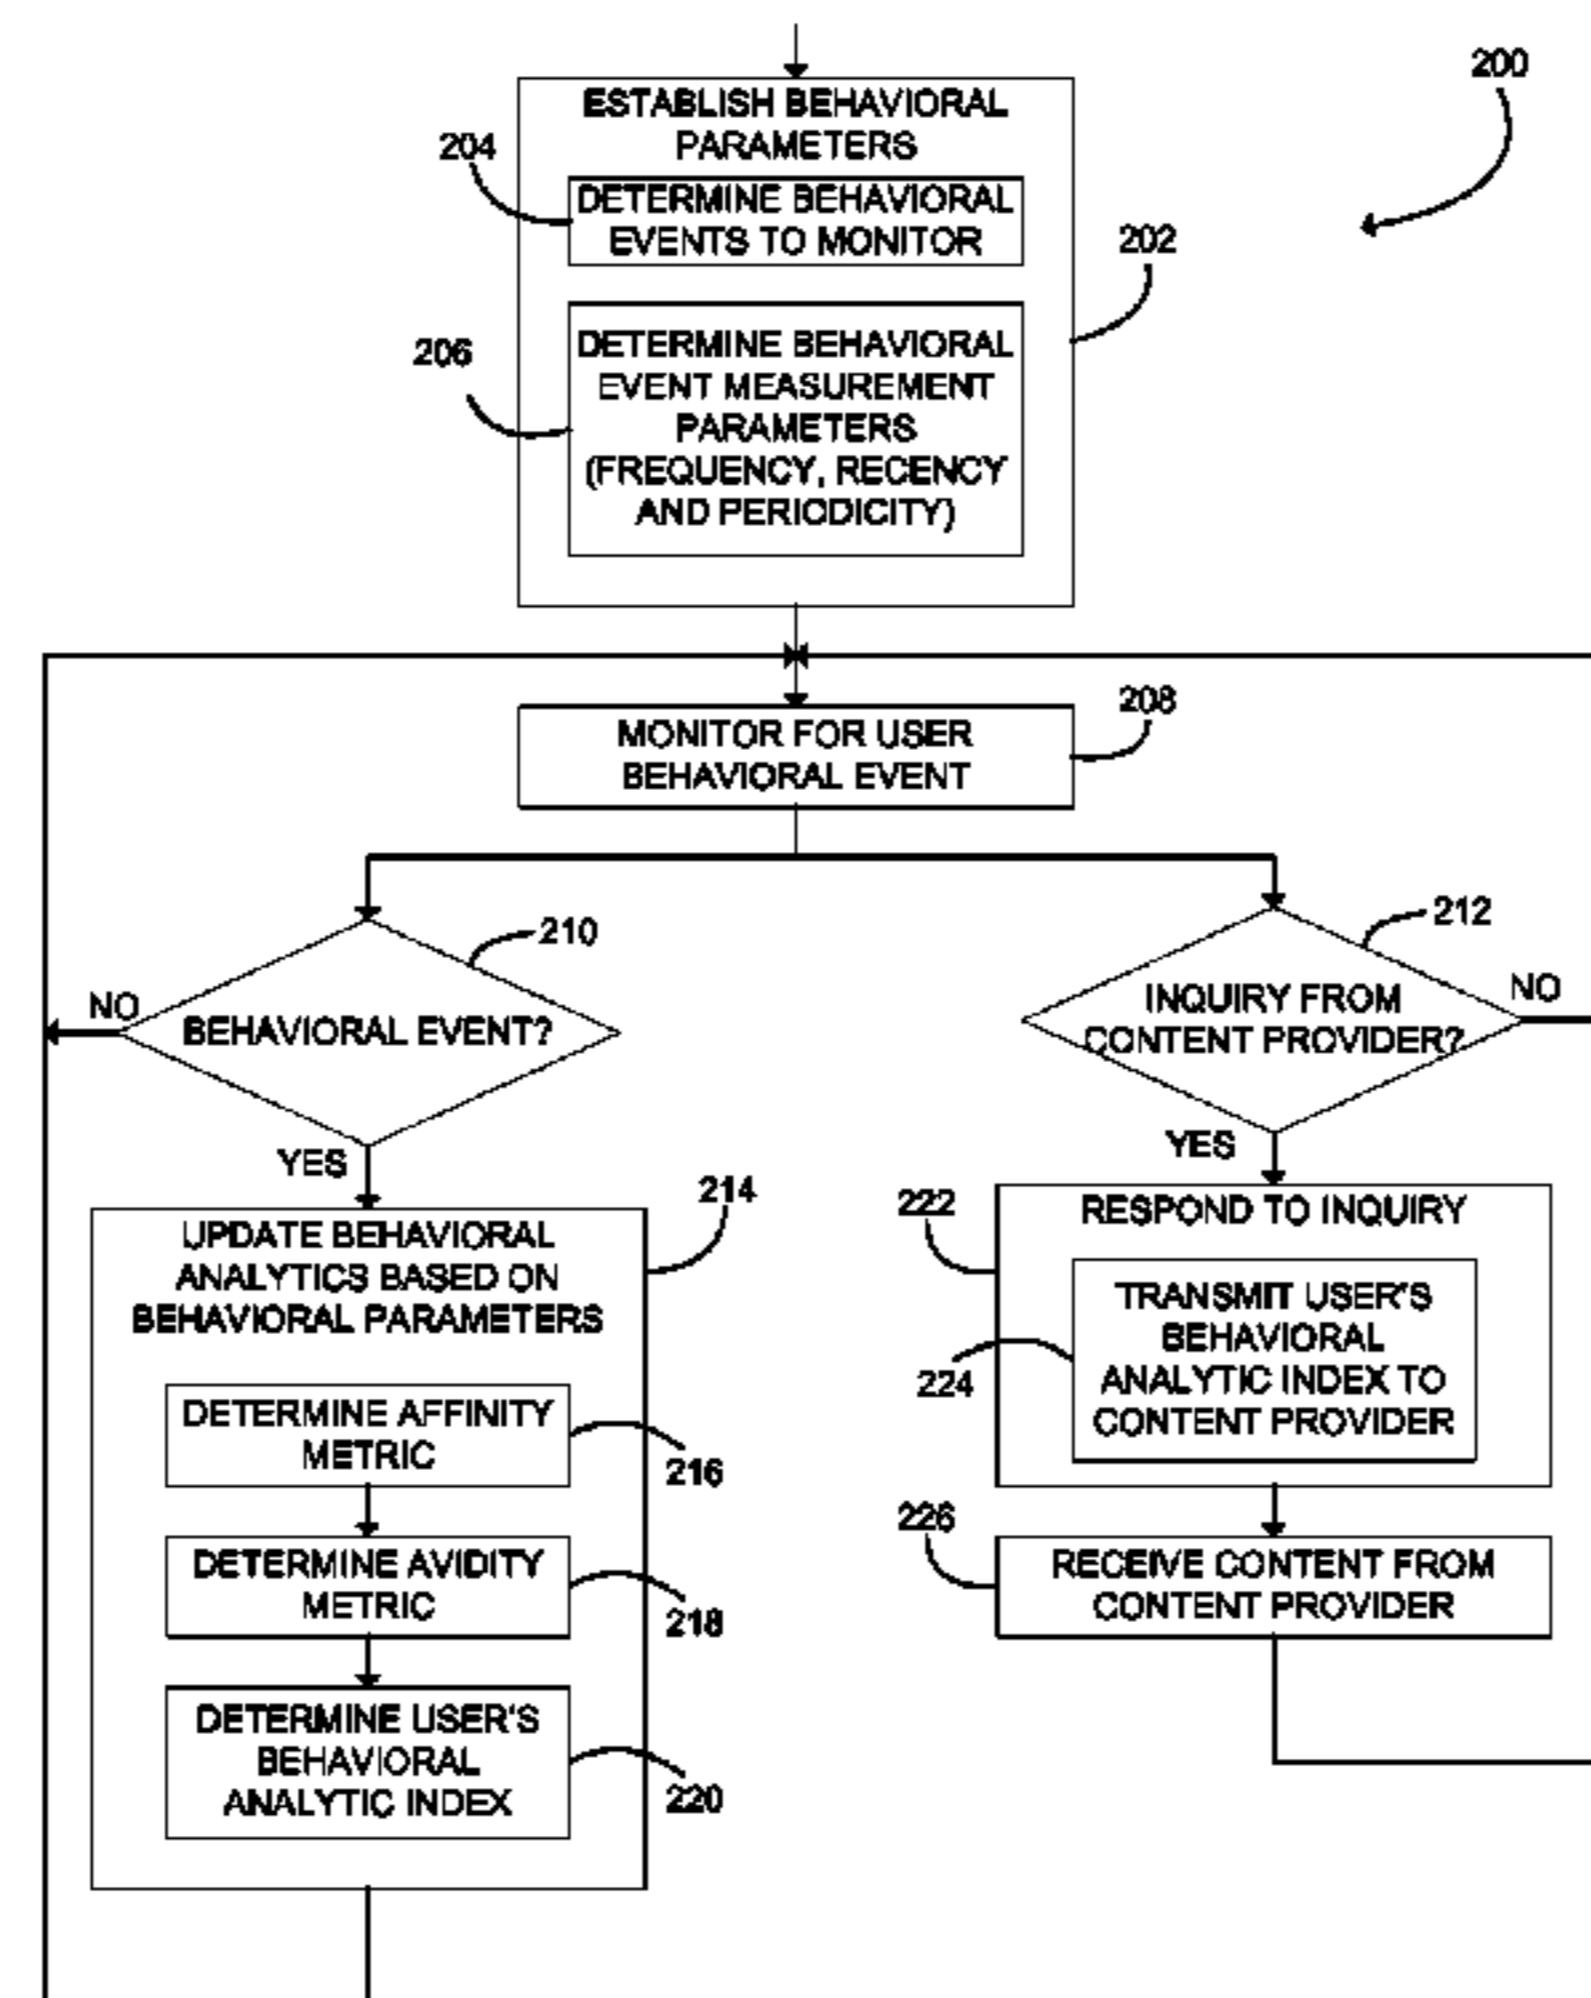 200
ESTABLISH BEHAVIORAL
PARAMETERS
204
DETERMINE BEHAVIORAL
EVENTS TO MONITOR
202
206
DETERMINE BEHAVIORAL
EVENT MEASUREMENT
PARAMETERS
(FREQUENCY, RECENCY
AND PERIODICITY)
208
MONITOR FOR USER
BEHAVIORAL EVENT
210
NO
BEHAVIORAL EVENT?
YES
212
INQUIRY FROM
CONTENT PROVIDER?
NO
YES
214
UPDATE BEHAVIORAL
ANALYTICS BASED ON
BEHAVIORAL PARAMETERS
DETERMINE AFFINITY
METRIC
216
DETERMINE AVIDITY
METRIC
218
DETERMINE USER'S
BEHAVIORAL
ANALYTIC INDEX
220
222
RESPOND TO INQUIRY
TRANSMIT USER'S
BEHAVIORAL
ANALYTIC INDEX TO
CONTENT PROVIDER
224
226
RECEIVE CONTENT FROM
CONTENT PROVIDER